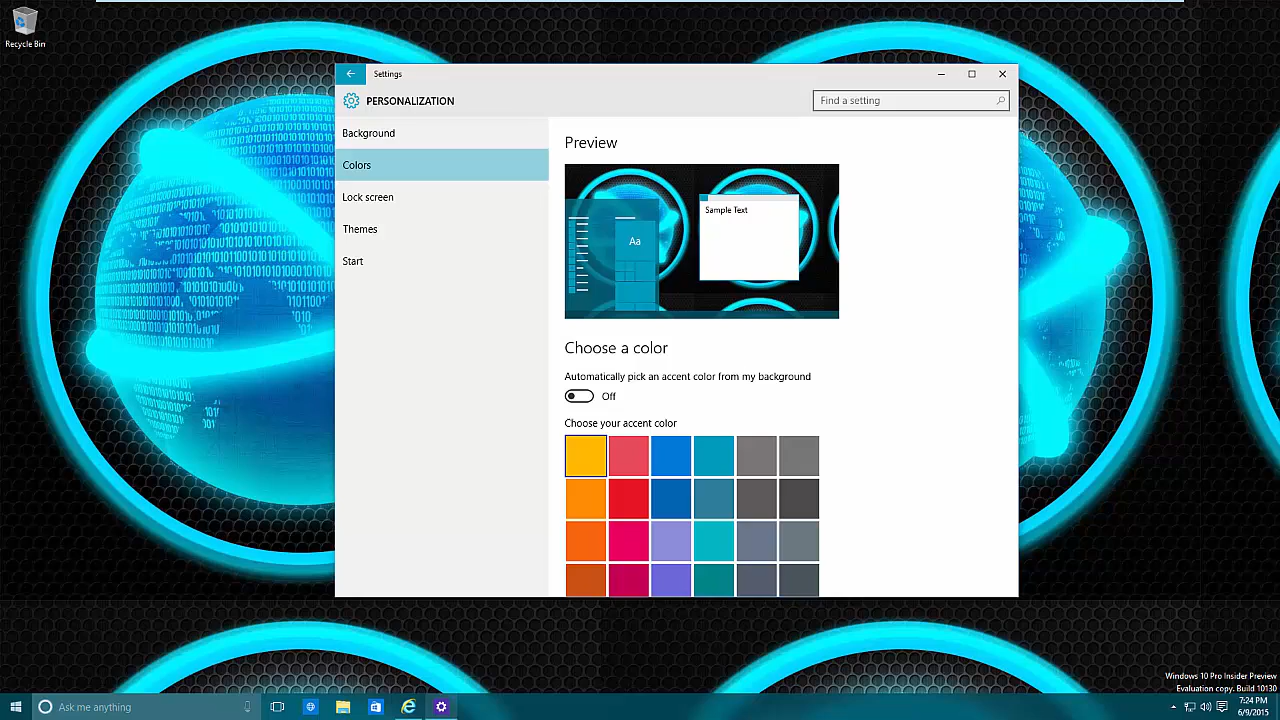 Recycle Bin
Settings
PERSONALIZATION
Find a setting
Background
Colors
Lock screen
Themes
Start
Preview
Aa
Sample Text
Choose a color
Automatically pick an accent color from my background
Off
Choose your accent color
Windows 10 Pro Insider Preview
Evaluation copy. Build 10130
Ask me anything
7:24 PM
6/9/2015